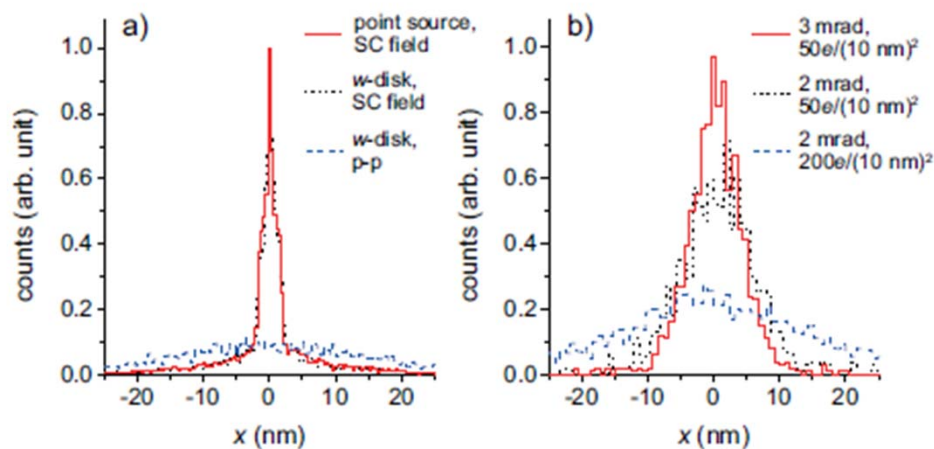 a)
point source,
SC field
w-disk,
SC field
w-disk,
p-p
counts (arb. unit)
1.0
0.8
0.6
0.4
0.2
0.0
-20 -10 0 10 20
x (nm)
b)
3 mrad,
50e/(10 nm)²
2 mrad,
50e/(10 nm)²
2 mrad,
200e/(10 nm)²
counts (arb. unit)
1.0
0.8
0.6
0.4
0.2
0.0
-20 -10 0 10 20
x (nm)